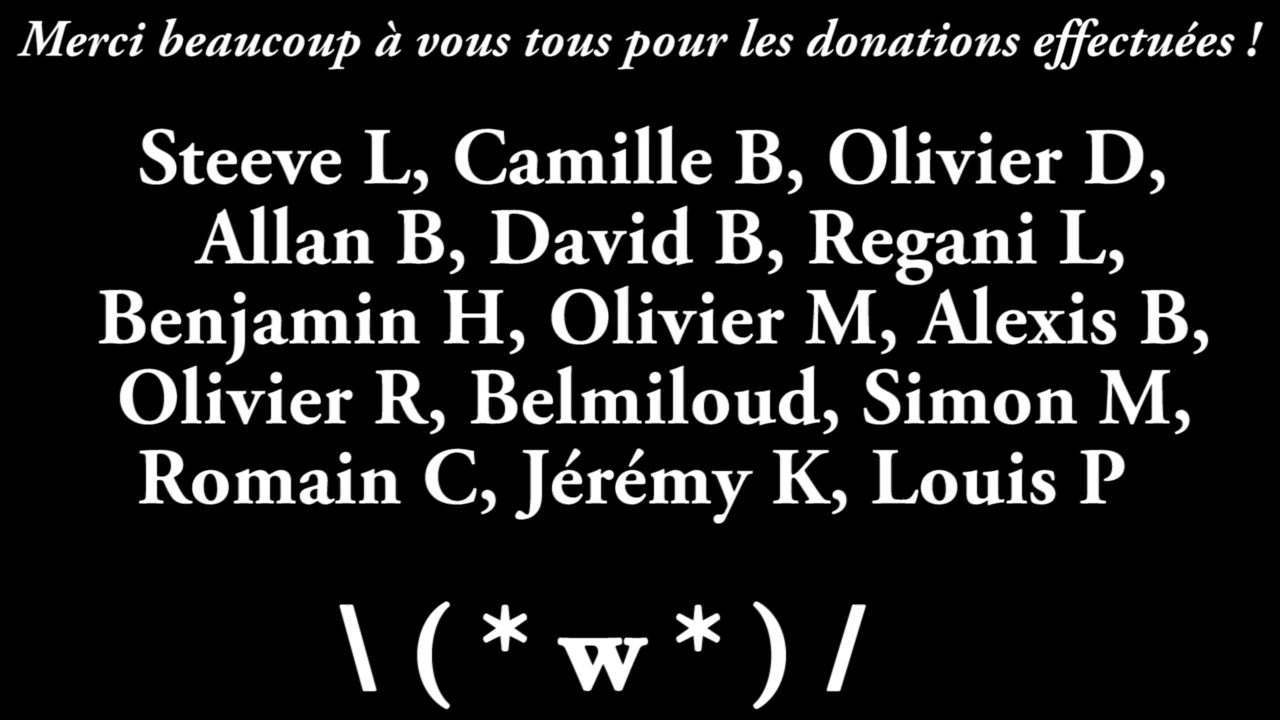 Merci beaucoup à vous tous pour les donations effectuées !
Steeve L, Camille B, Olivier D,
Allan B, David B, Regani L,
Benjamin H, Olivier M, Alexis B,
Olivier R, Belmiloud, Simon M,
Romain C, Jérémy K, Louis P
\ ( * w * ) /